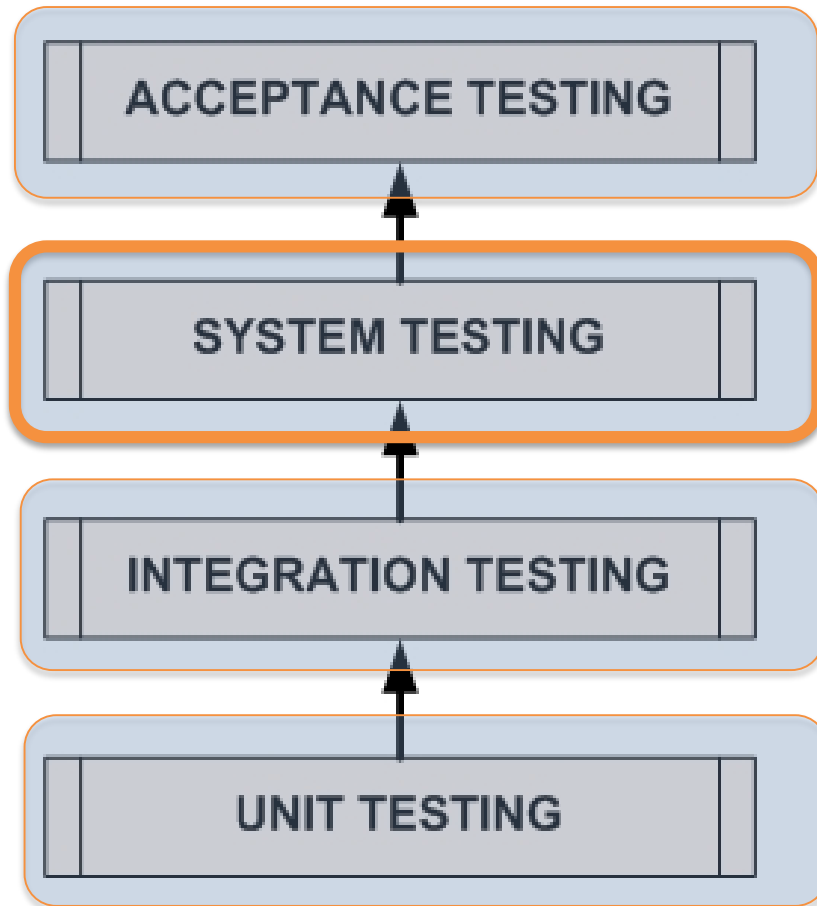 ACCEPTANCE TESTING
SYSTEM TESTING
INTEGRATION TESTING
UNIT TESTING